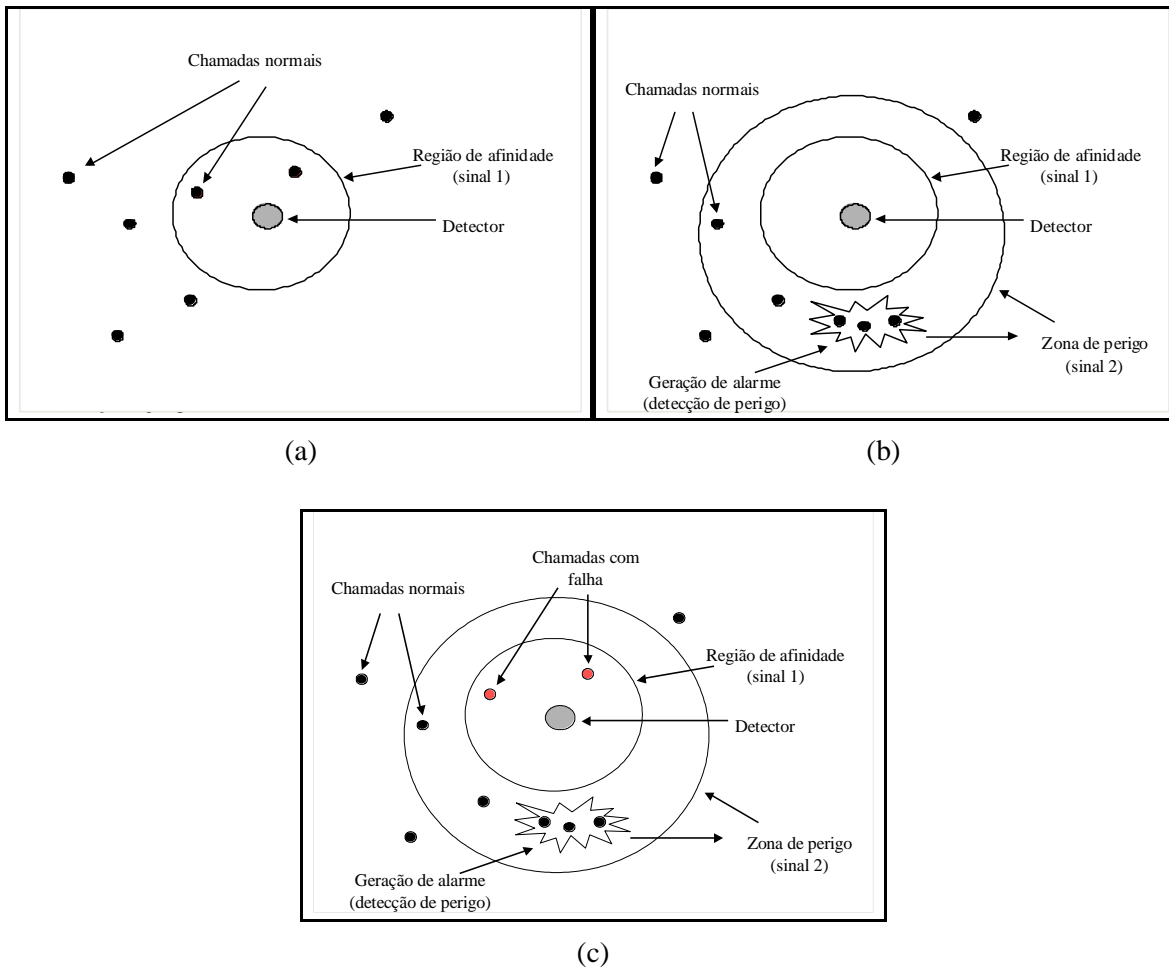 Chamadas normais
Região de afinidade
(sinal 1)
Detector
(a)
Chamadas normais
Região de afinidade
(sinal 1)
Detector
Zona de perigo
(sinal 2)
Geração de alarme
(detecção de perigo)
(b)
Chamadas com
falha
Chamadas normais
Região de afinidade
(sinal 1)
Detector
Zona de perigo
(sinal 2)
Geração de alarme
(detecção de perigo)
(c)